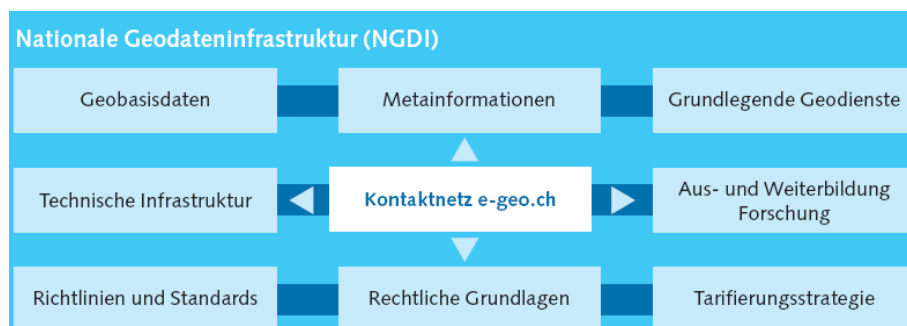 Nationale Geodateninfrastruktur (NGDI)
Geobasisdaten
Metainformationen
Grundlegende Geodienste
Technische Infrastruktur
Kontaktnetz e-geo.ch
Aus- und Weiterbildung
Forschung
Richtlinien und Standards
Rechtliche Grundlagen
Tarifierungsstrategie